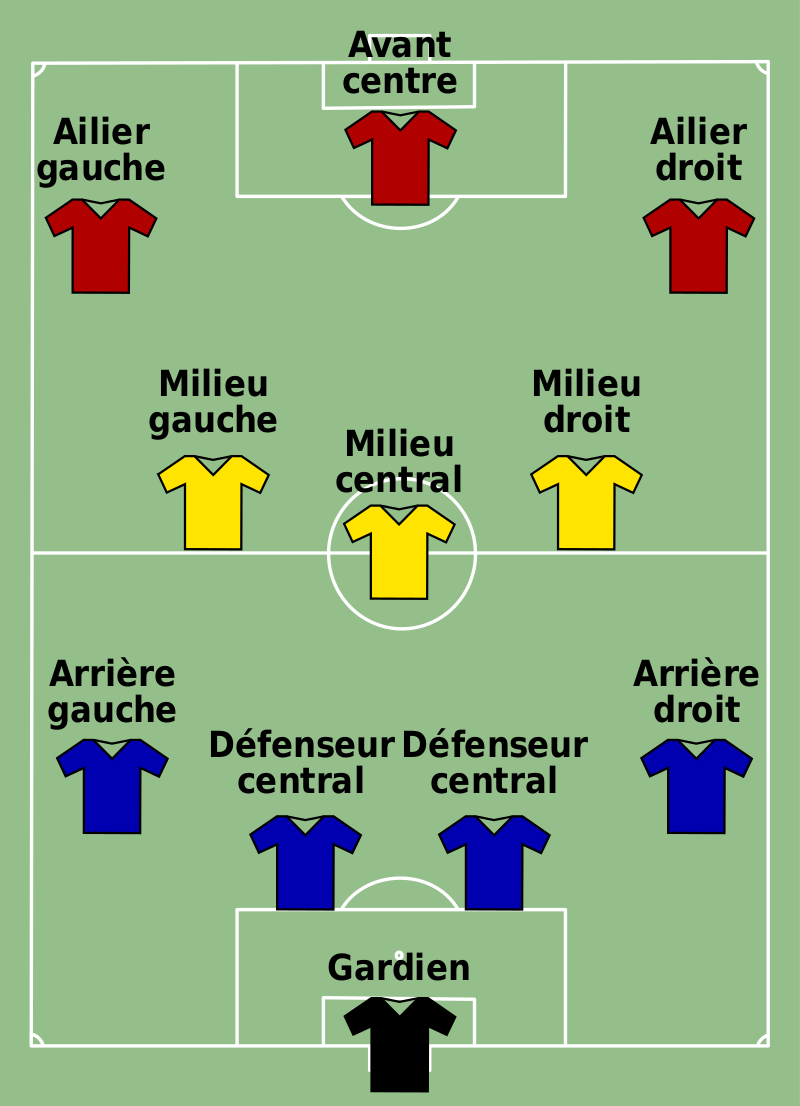 Avant
centre
Ailier
gauche
Ailier
droit
Milieu
gauche
Milieu
central
Milieu
droit
Arrière
gauche
Défenseur
central
Défenseur
central
Arrière
droit
Gardien